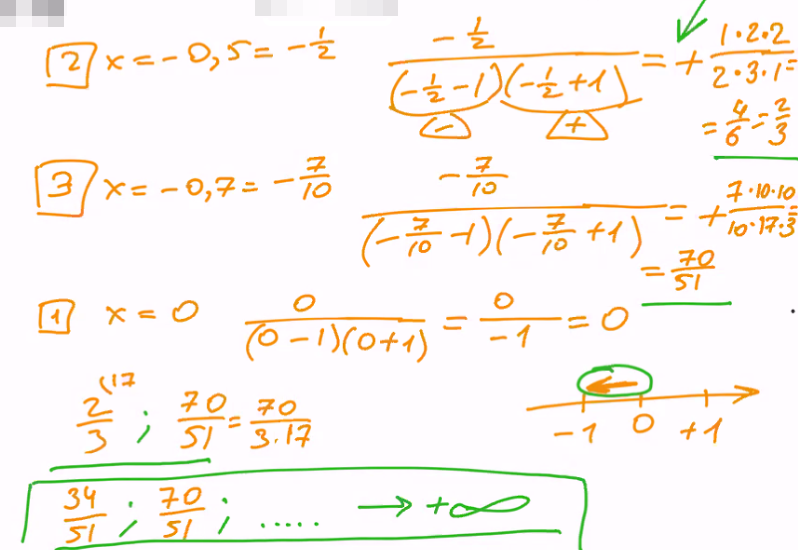 2 x = -0,5 = -1/2 (-1/2)/((-1/2 -1)(-1/2 +1)) = + (1·2·2)/(2·3·1) =
- +
= 4/6 = 2/3
3 x = -0,7 = -7/10 (-7/10)/((-7/10 -1)(-7/10 +1)) = + (7·10·10)/(10·17·3) =
= 70/51
1 x = 0 0/((0-1)(0+1)) = 0/-1 = 0
2/3 (17 ; 70/51 = 70/3·17
-1 0 +1
34/51 ; 70/51 ; ..... → +∞